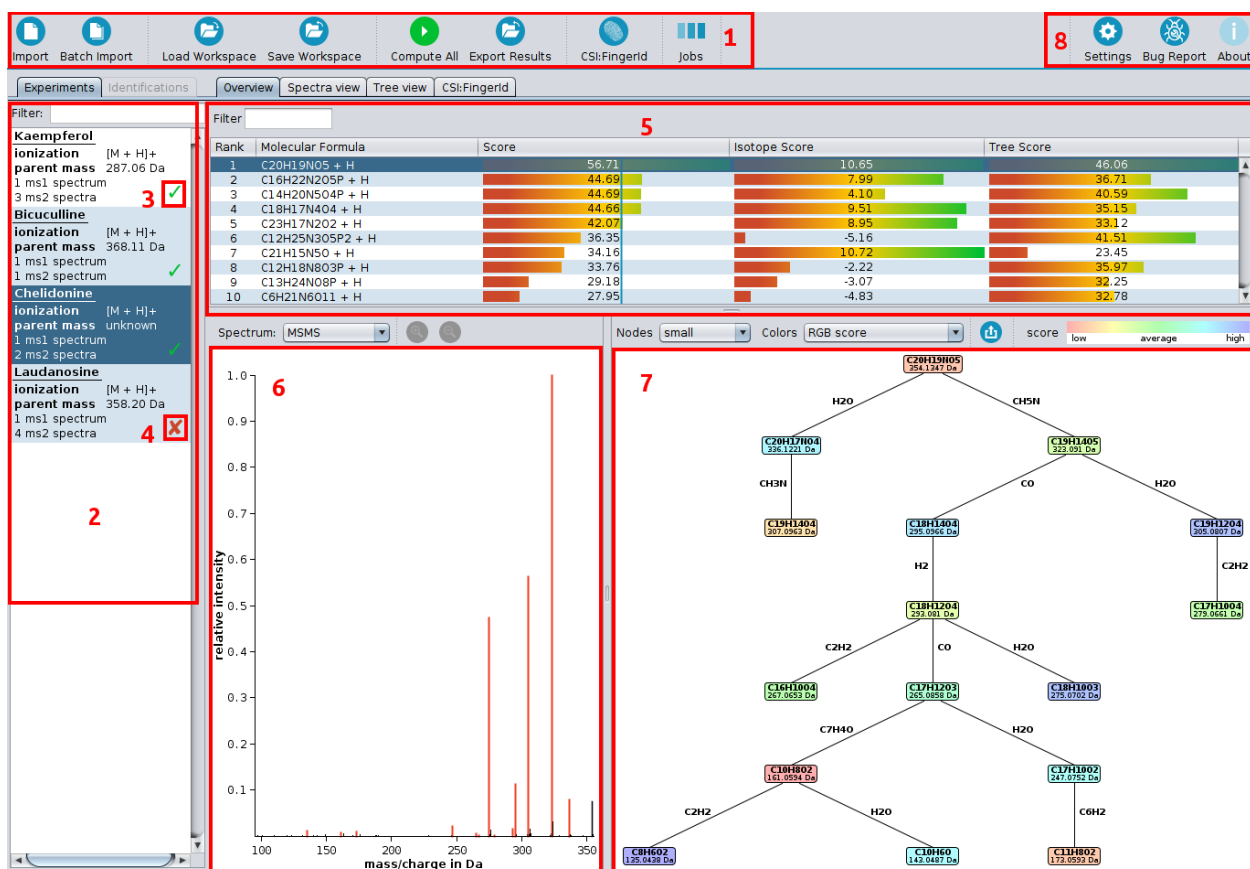 Import Batch Import Load Workspace Save Workspace Compute All Export Results CSI:FingerId Jobs 1 8 Settings Bug Report About
Experiments Identifications Overview Spectra view Tree view CSI:FingerId
Filter:
Kaempferol
ionization [M + H]+
parent mass 287.06 Da
1 ms1 spectrum
3 ms2 spectra
3
Bicuculline
ionization [M + H]+
parent mass 368.11 Da
1 ms1 spectrum
1 ms2 spectrum
Chelidonine
ionization [M + H]+
parent mass unknown
1 ms1 spectrum
2 ms2 spectra
Laudanosine
ionization [M + H]+
parent mass 358.20 Da
1 ms1 spectrum
4 ms2 spectra
4
2
Filter
5
Rank Molecular Formula Score Isotope Score Tree Score
1 C20H19NO5 + H 56.71 10.65 46.06
2 C16H22N2O5P + H 44.69 7.99 36.71
3 C14H20N5O4P + H 44.69 4.10 40.59
4 C18H17N4O4 + H 44.66 9.51 35.15
5 C23H17N2O2 + H 42.07 8.95 33.12
6 C12H25N3O5P2 + H 36.35 -5.16 41.51
7 C21H15N5O + H 34.16 10.72 23.45
8 C12H18N8O3P + H 33.76 -2.22 35.97
9 C13H24NO8P + H 29.18 -3.07 32.25
10 C6H21N6O11 + H 27.95 -4.83 32.78
Spectrum: MSMS
6
1.0
0.9
0.8
0.7
0.6
0.5
0.4
0.3
0.2
0.1
relative intensity
100 150 200 250 300 350
mass/charge in Da
Nodes small Colors RGB score score low average high
7
C20H19NO5
354.1347 Da
H2O CH5N
C20H17NO4 C19H14O5
336.1221 Da 323.091 Da
CH3N CO H2O
C19H14O4 C18H14O4 C19H12O4
307.0963 Da 295.0966 Da 305.0807 Da
H2 C2H2
C18H12O4 C17H10O4
293.081 Da 279.0661 Da
C2H2 CO H2O
C16H10O4 C17H12O3 C18H10O3
267.0653 Da 265.0858 Da 275.0702 Da
C7H4O H2O
C10H8O2 C17H10O2
161.0594 Da 247.0752 Da
C2H2 H2O C6H2
C8H6O2 C10H6O C11H8O2
135.0438 Da 143.0487 Da 173.0593 Da